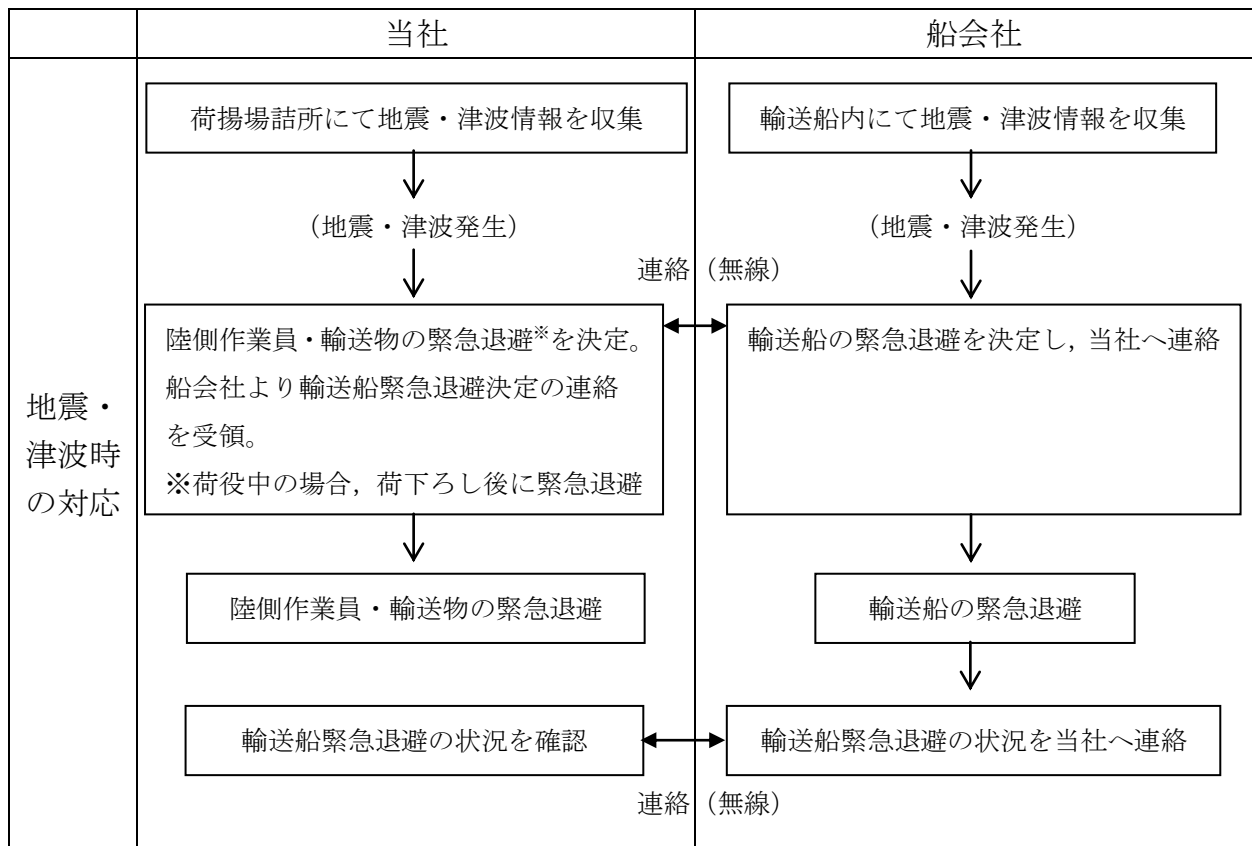 当社
船会社
地震・
津波時
の対応
荷揚場詰所にて地震・津波情報を収集
輸送船内にて地震・津波情報を収集
（地震・津波発生）
（地震・津波発生）
連絡（無線）
陸側作業員・輸送物の緊急退避※を決定。
船会社より輸送船緊急退避決定の連絡
を受領。
※荷役中の場合，荷下ろし後に緊急退避
輸送船の緊急退避を決定し，当社へ連絡
陸側作業員・輸送物の緊急退避
輸送船の緊急退避
輸送船緊急退避の状況を確認
輸送船緊急退避の状況を当社へ連絡
連絡（無線）